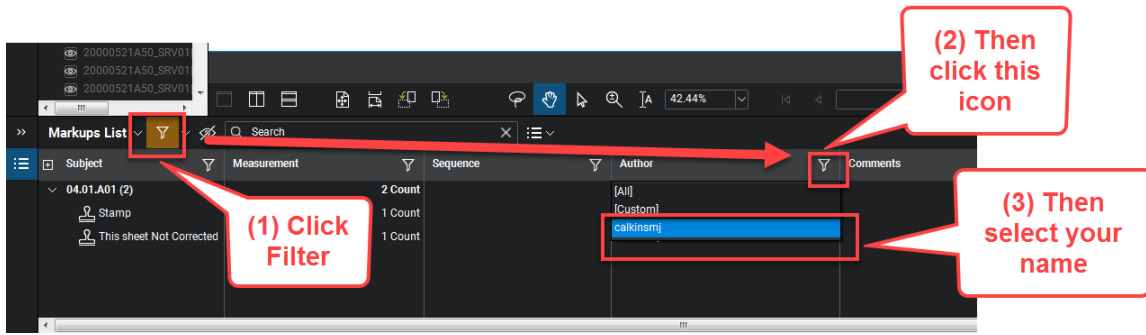 (2) Then
click this
icon
20000521A50_SRV01
20000521A50_SRV01
20000521A50_SRV01
42.44%
Markups List
Search
Subject
Measurement
Sequence
Author
Comments
04.01.A01 (2)
2 Count
[All]
Stamp
1 Count
[Custom]
This sheet Not Corrected
1 Count
calkinsmj
(1) Click
Filter
(3) Then
select your
name